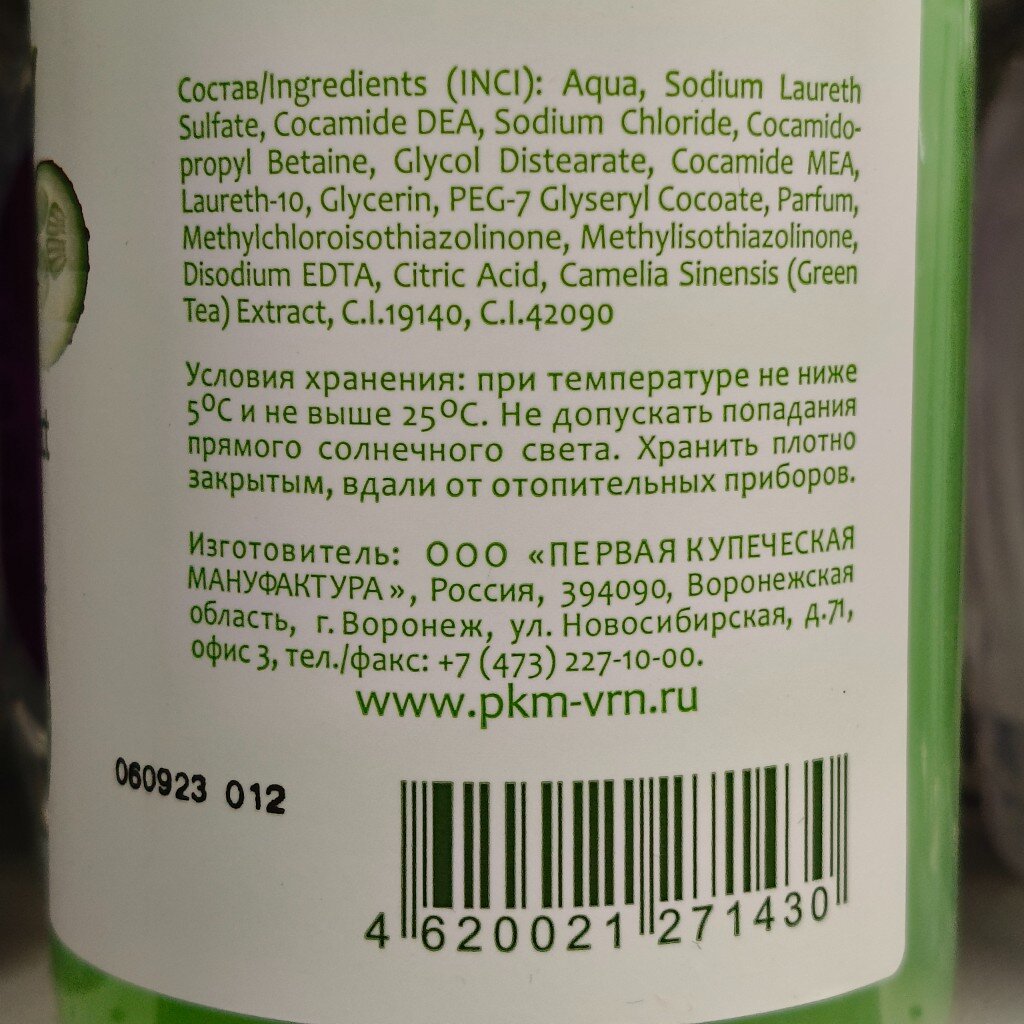 Состав/Ingredients (INCI): Aqua, Sodium Laureth
Sulfate, Cocamide DEA, Sodium Chloride, Cocamido-
propyl Betaine, Glycol Distearate, Cocamide MEA,
Laureth-10, Glycerin, PEG-7 Glyseryl Cocoate, Parfum,
Methylchloroisothiazolinone, Methylisothiazolinone,
Disodium EDTA, Citric Acid, Camelia Sinensis (Green
Tea) Extract, C.I.19140, C.I.42090
Условия хранения: при температуре не ниже
5ºC и не выше 25ºC. Не допускать попадания
прямого солнечного света. Хранить плотно
закрытым, вдали от отопительных приборов.
Изготовитель: ООО «ПЕРВАЯ КУПЕЧЕСКАЯ
МАНУФАКТУРА», Россия, 394090, Воронежская
область, г. Воронеж, ул. Новосибирская, д.71,
офис 3, тел./факс: +7 (473) 227-10-00.
www.pkm-vrn.ru
060923 012
4 620021 271430